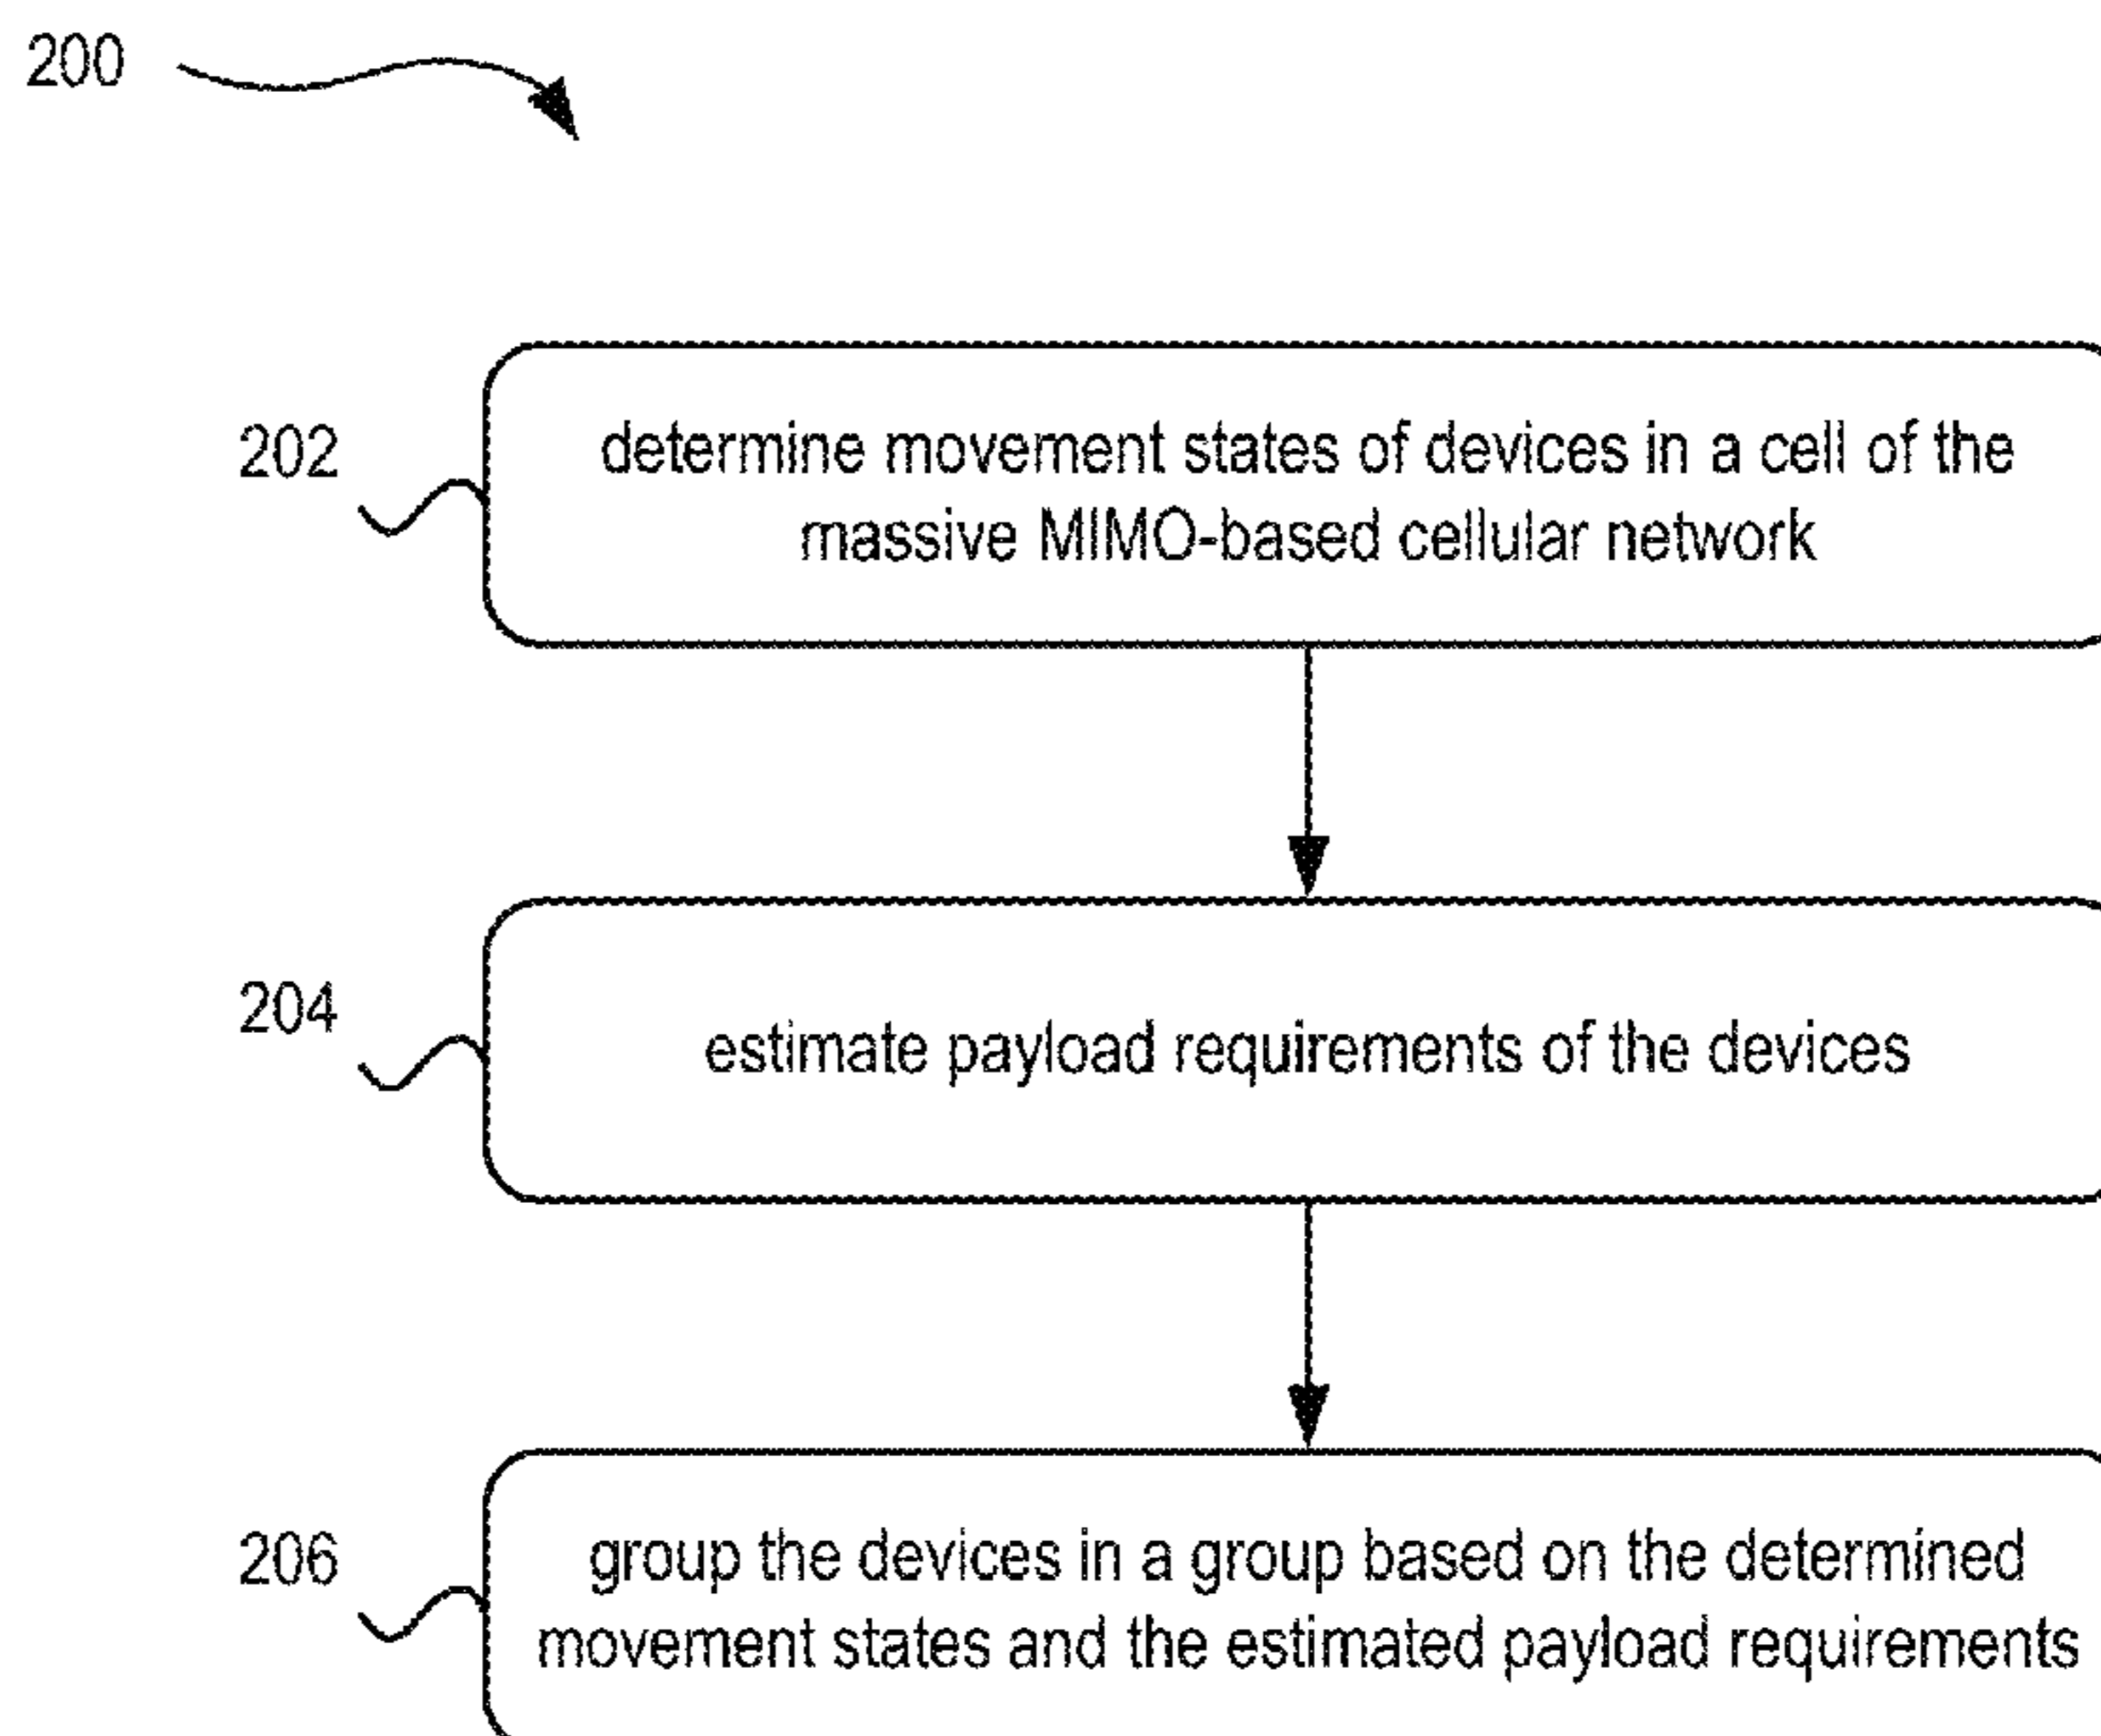 200
202
determine movement states of devices in a cell of the
massive MIMO-based cellular network
204
estimate payload requirements of the devices
206
group the devices in a group based on the determined
movement states and the estimated payload requirements